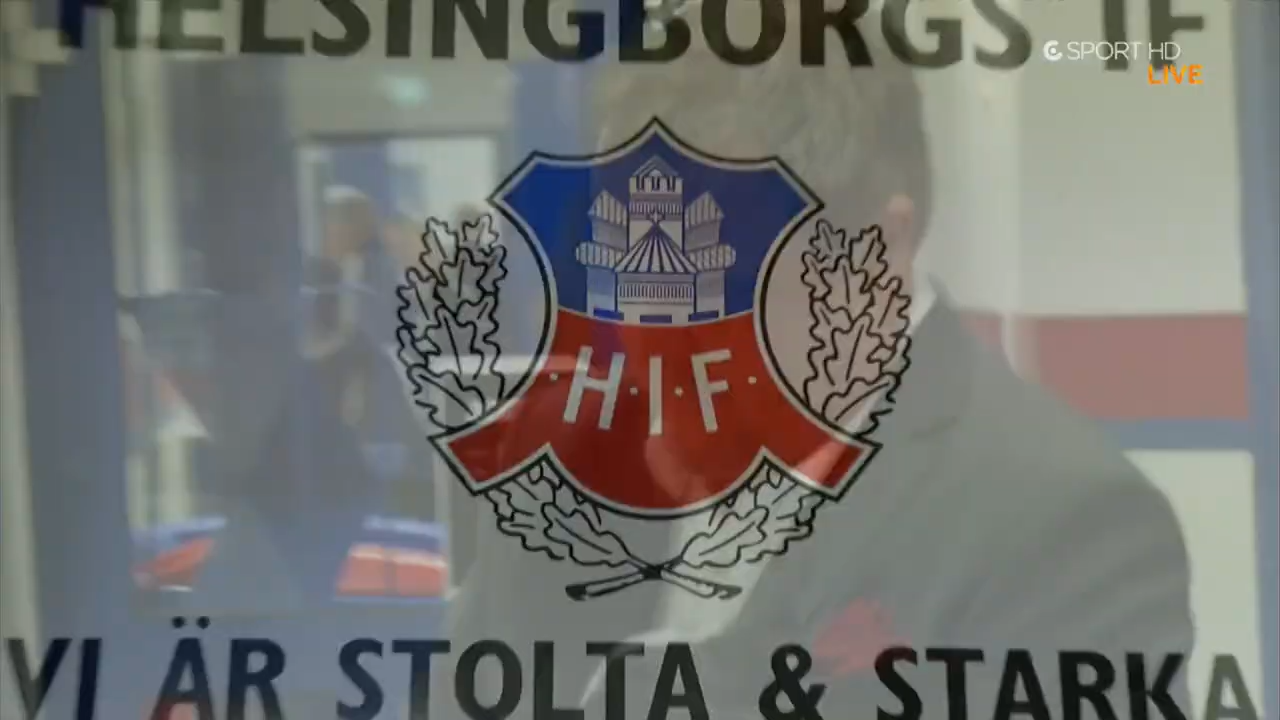 HELSINGBORGS IF
C SPORT HD
LIVE
·H·I·F·
VI ÄR STOLTA & STARKA